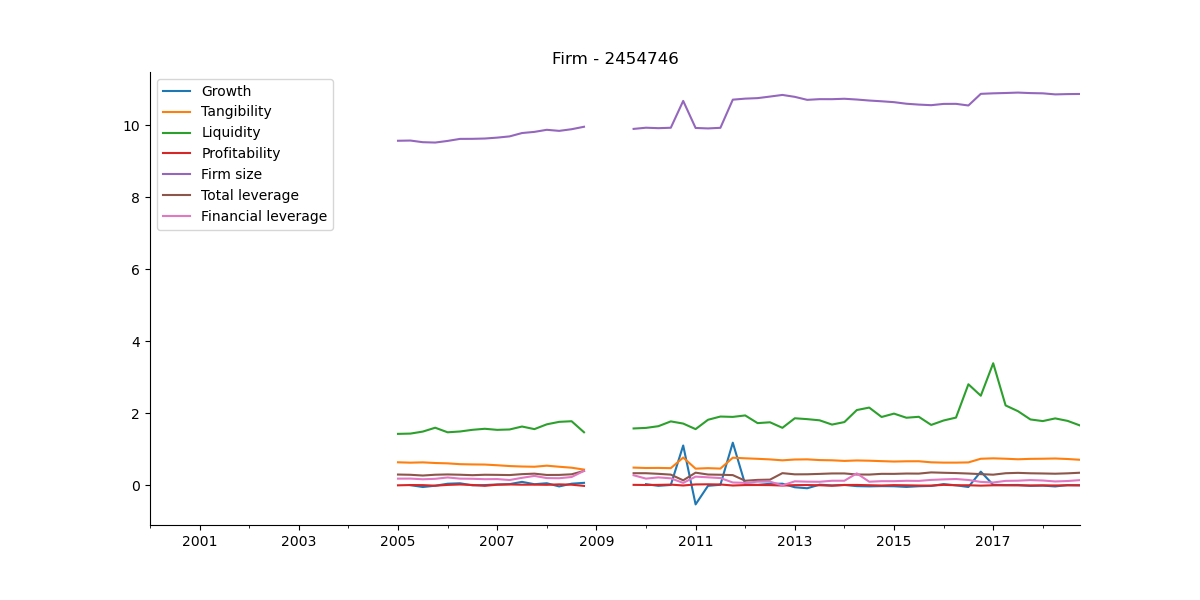 Firm - 2454746
Growth
Tangibility
Liquidity
Profitability
Firm size
Total leverage
Financial leverage
10
8
6
4
2
0
2001 2003 2005 2007 2009 2011 2013 2015 2017